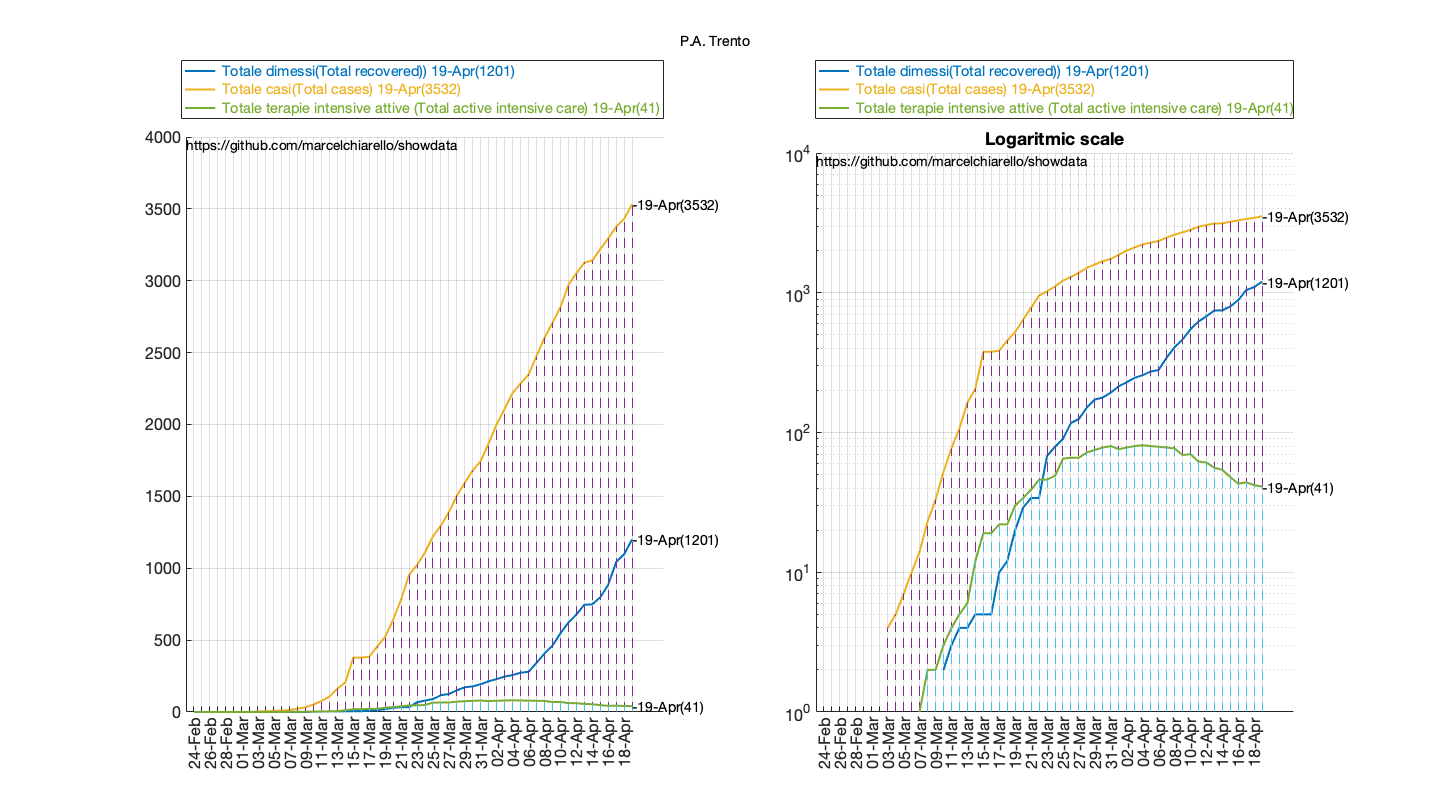 P.A. Trento
Totale dimessi(Total recovered)) 19-Apr(1201)
Totale casi(Total cases) 19-Apr(3532)
Totale terapie intensive attive (Total active intensive care) 19-Apr(41)
https://github.com/marcelchiarello/showdata
4000
3500
3000
2500
2000
1500
1000
500
0
-19-Apr(3532)
-19-Apr(1201)
-19-Apr(41)
24-Feb
26-Feb
28-Feb
01-Mar
03-Mar
05-Mar
07-Mar
09-Mar
11-Mar
13-Mar
15-Mar
17-Mar
19-Mar
21-Mar
23-Mar
25-Mar
27-Mar
29-Mar
31-Mar
02-Apr
04-Apr
06-Apr
08-Apr
10-Apr
12-Apr
14-Apr
16-Apr
18-Apr
Totale dimessi(Total recovered)) 19-Apr(1201)
Totale casi(Total cases) 19-Apr(3532)
Totale terapie intensive attive (Total active intensive care) 19-Apr(41)
Logaritmic scale
https://github.com/marcelchiarello/showdata
10^4
10^3
10^2
10^1
10^0
-19-Apr(3532)
-19-Apr(1201)
-19-Apr(41)
24-Feb
26-Feb
28-Feb
01-Mar
03-Mar
05-Mar
07-Mar
09-Mar
11-Mar
13-Mar
15-Mar
17-Mar
19-Mar
21-Mar
23-Mar
25-Mar
27-Mar
29-Mar
31-Mar
02-Apr
04-Apr
06-Apr
08-Apr
10-Apr
12-Apr
14-Apr
16-Apr
18-Apr